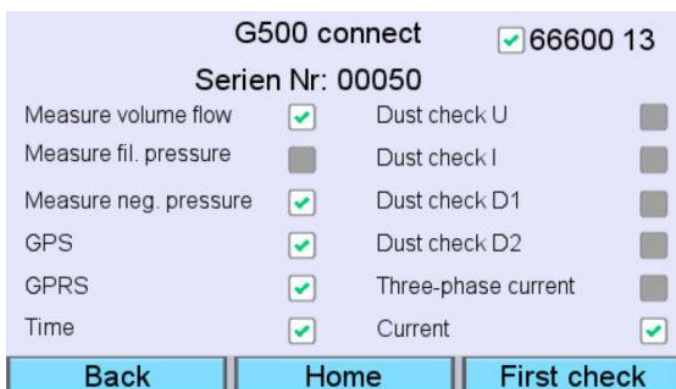 G500 connect
66600 13
Serien Nr: 00050
Measure volume flow
Dust check U
Measure fil. pressure
Dust check I
Measure neg. pressure
Dust check D1
GPS
Dust check D2
GPRS
Three-phase current
Time
Current
Back
Home
First check